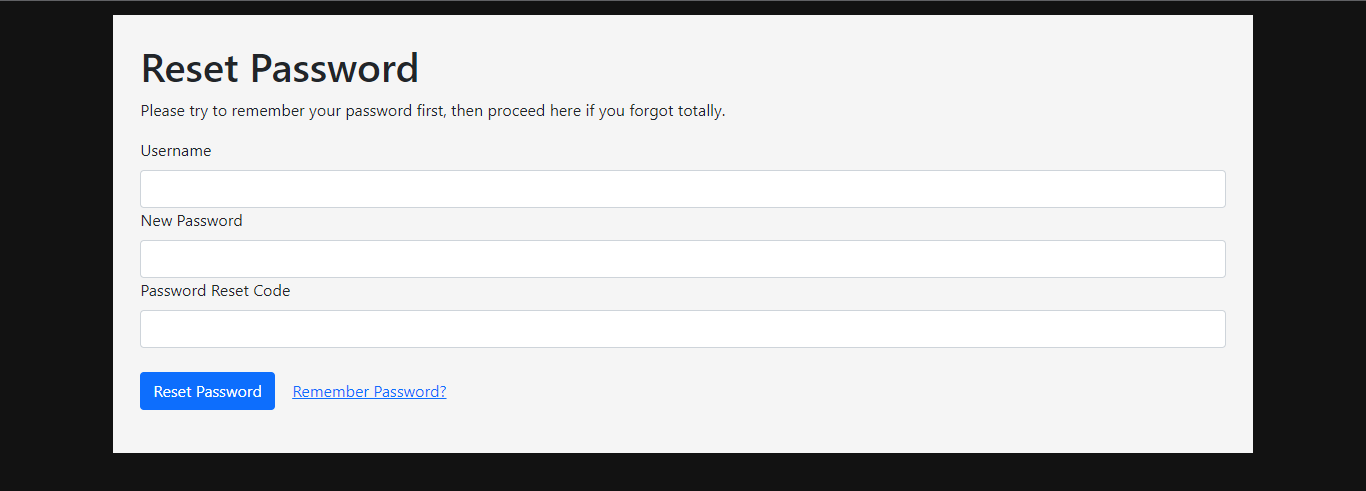 Reset Password
Please try to remember your password first, then proceed here if you forgot totally.
Username
New Password
Password Reset Code
Reset Password Remember Password?